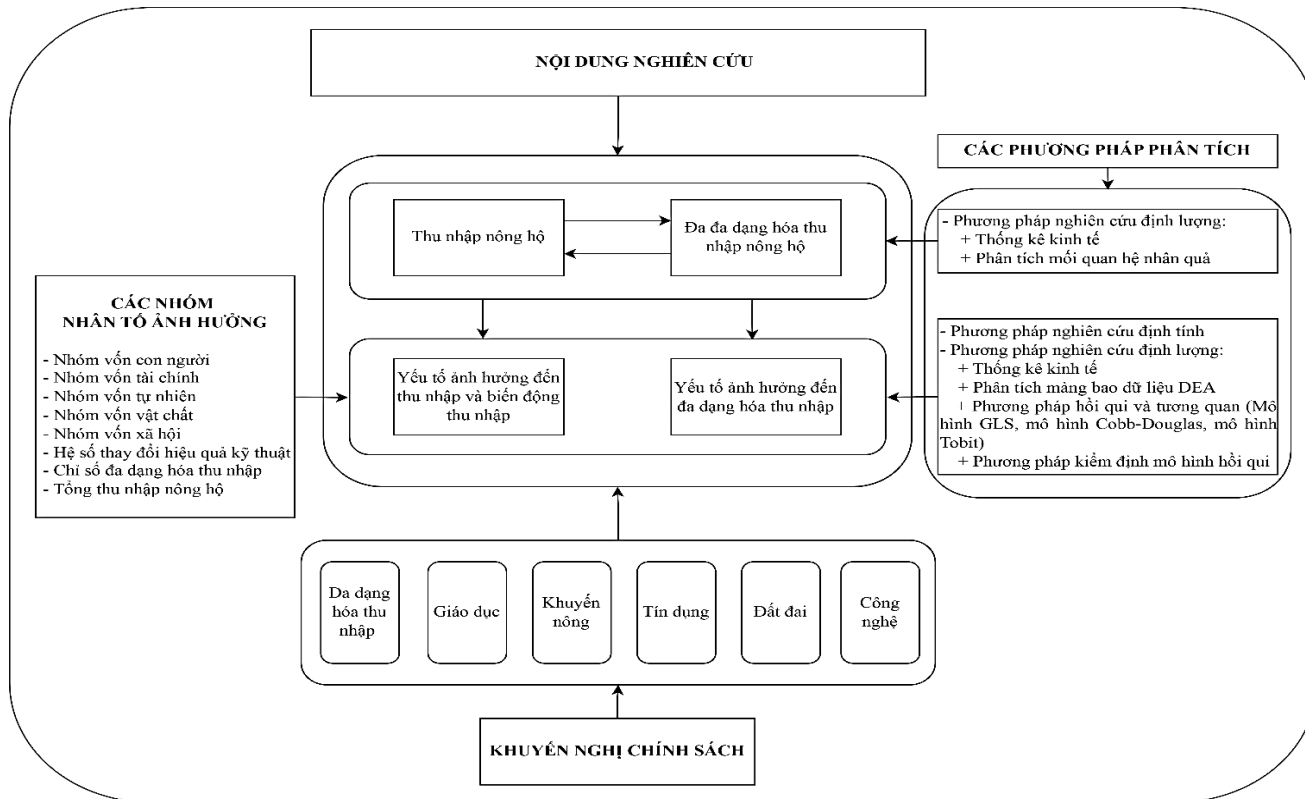 NỘI DUNG NGHIÊN CỨU
CÁC PHƯƠNG PHÁP PHÂN TÍCH
Thu nhập nông hộ
Đa đa dạng hóa thu
nhập nông hộ
- Phương pháp nghiên cứu định lượng:
+ Thống kê kinh tế
+ Phân tích mối quan hệ nhân quả
CÁC NHÓM
NHÂN TỐ ẢNH HƯỞNG
- Nhóm vốn con người
- Nhóm vốn tài chính
- Nhóm vốn tự nhiên
- Nhóm vốn vật chất
- Nhóm vốn xã hội
- Hệ số thay đổi hiệu quả kỹ thuật
- Chỉ số đa dạng hóa thu nhập
- Tổng thu nhập nông hộ
Yếu tố ảnh hưởng đến
thu nhập và biến động
thu nhập
Yếu tố ảnh hưởng đến
đa dạng hóa thu nhập
- Phương pháp nghiên cứu định tính
- Phương pháp nghiên cứu định lượng:
+ Thống kê kinh tế
+ Phân tích màng bao dữ liệu DEA
+ Phương pháp hồi qui và tương quan (Mô
hình GLS, mô hình Cobb-Douglas, mô hình
Tobit)
+ Phương pháp kiểm định mô hình hồi qui
Đa dạng
hóa thu
nhập
Giáo dục
Khuyến
nông
Tín dụng
Đất đai
Công
nghệ
KHUYẾN NGHỊ CHÍNH SÁCH